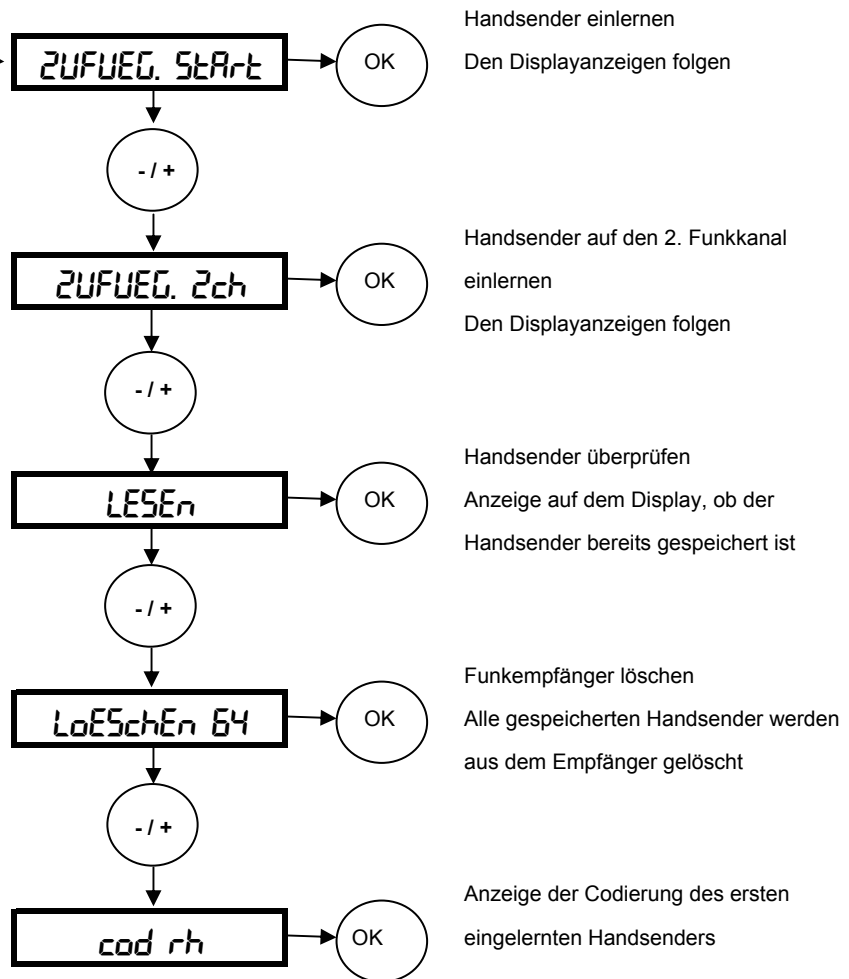 Handsender einlernen
ZUFUEG. StArt
OK
Den Displayanzeigen folgen
- / +
Handsender auf den 2. Funkkanal
ZUFUEG. 2ch
OK
einlernen
Den Displayanzeigen folgen
- / +
Handsender überprüfen
LESEn
OK
Anzeige auf dem Display, ob der
Handsender bereits gespeichert ist
- / +
Funkempfänger löschen
LoESchEn 64
OK
Alle gespeicherten Handsender werden
aus dem Empfänger gelöscht
- / +
Anzeige der Codierung des ersten
cod rh
OK
eingelernten Handsenders